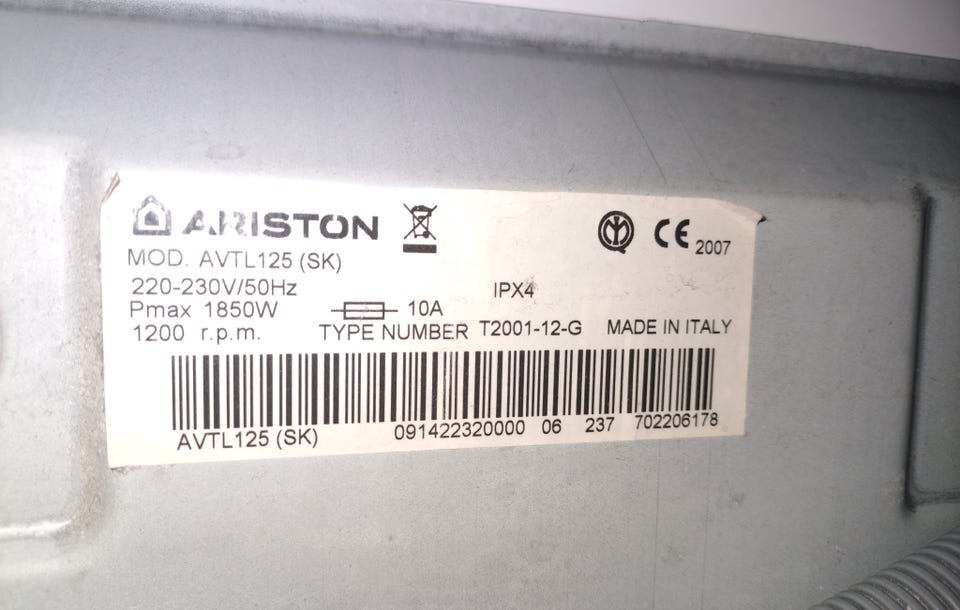 ARISTON
MOD. AVTL125 (SK)
2007
220-230V/50Hz IPX4
Pmax 1850W 10A
1200 r.p.m. TYPE NUMBER T2001-12-G MADE IN ITALY
AVTL125 (SK) 091422320000 06 237 702206178